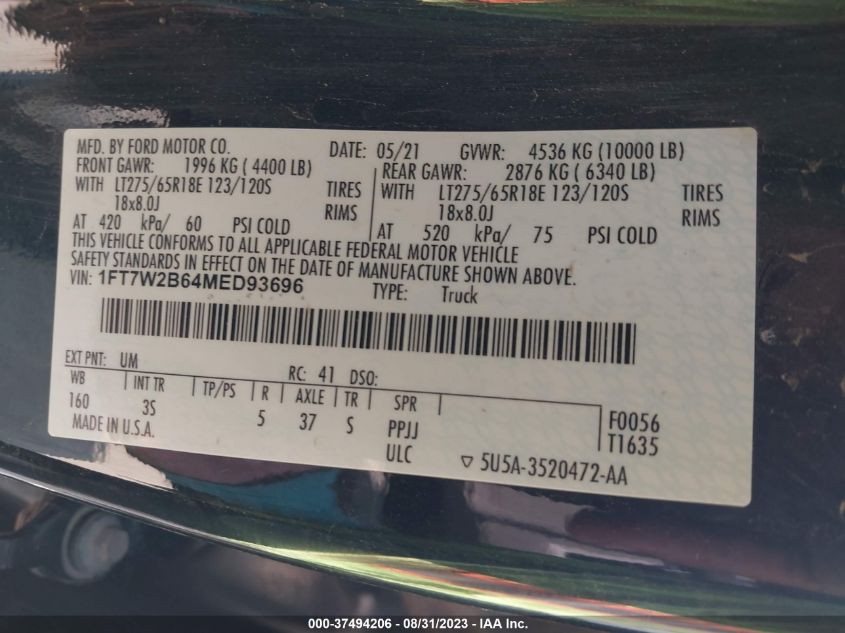 MFD. BY FORD MOTOR CO. DATE: 05/21 GVWR: 4536 KG (10000 LB)
FRONT GAWR: 1996 KG ( 4400 LB) REAR GAWR: 2876 KG ( 6340 LB)
WITH LT275/65R18E 123/120S TIRES WITH LT275/65R18E 123/120S TIRES
18x8.0J RIMS 18x8.0J RIMS
AT 420 kPa/ 60 PSI COLD AT 520 kPa/ 75 PSI COLD
THIS VEHICLE CONFORMS TO ALL APPLICABLE FEDERAL MOTOR VEHICLE
SAFETY STANDARDS IN EFFECT ON THE DATE OF MANUFACTURE SHOWN ABOVE.
VIN: 1FT7W2B64MED93696 TYPE: Truck
EXT PNT: UM RC: 41 DSO:
WB INT TR TP/PS R AXLE TR SPR
160 3S 5 37 S PPJJ F0056
MADE IN U.S.A. ULC T1635
5U5A-3520472-AA
000-37494206 - 08/31/2023 - IAA Inc.